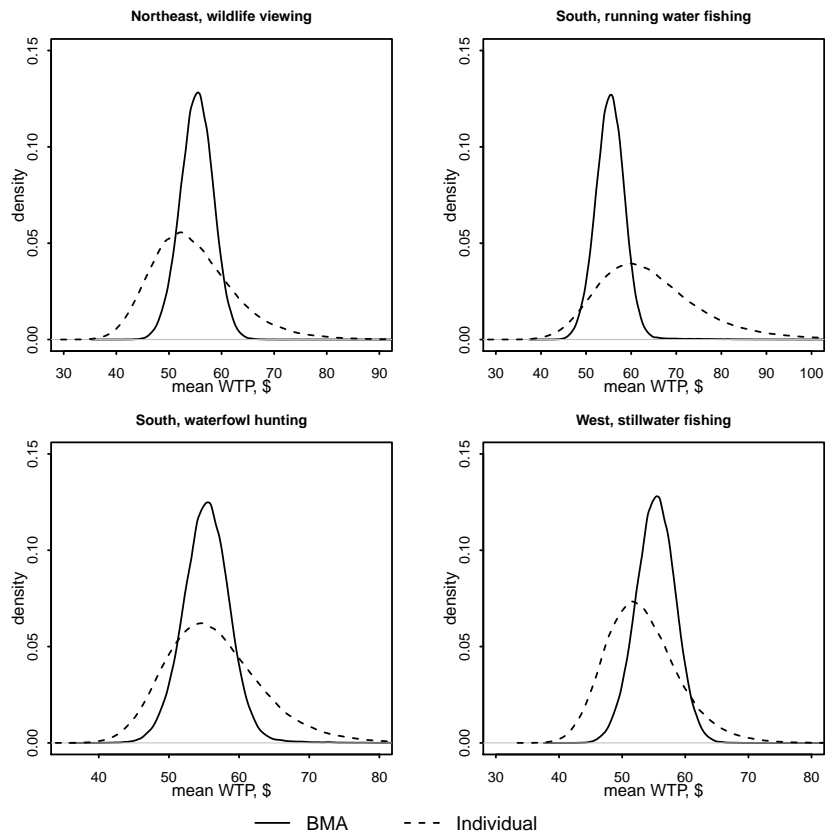 Northeast, wildlife viewing
density
0.00 0.05 0.10 0.15
30 40 50 60 70 80 90
mean WTP, $
South, running water fishing
density
0.00 0.05 0.10 0.15
30 40 50 60 70 80 90 100
mean WTP, $
South, waterfowl hunting
density
0.00 0.05 0.10 0.15
40 50 60 70 80
mean WTP, $
West, stillwater fishing
density
0.00 0.05 0.10 0.15
30 40 50 60 70 80
mean WTP, $
BMA Individual